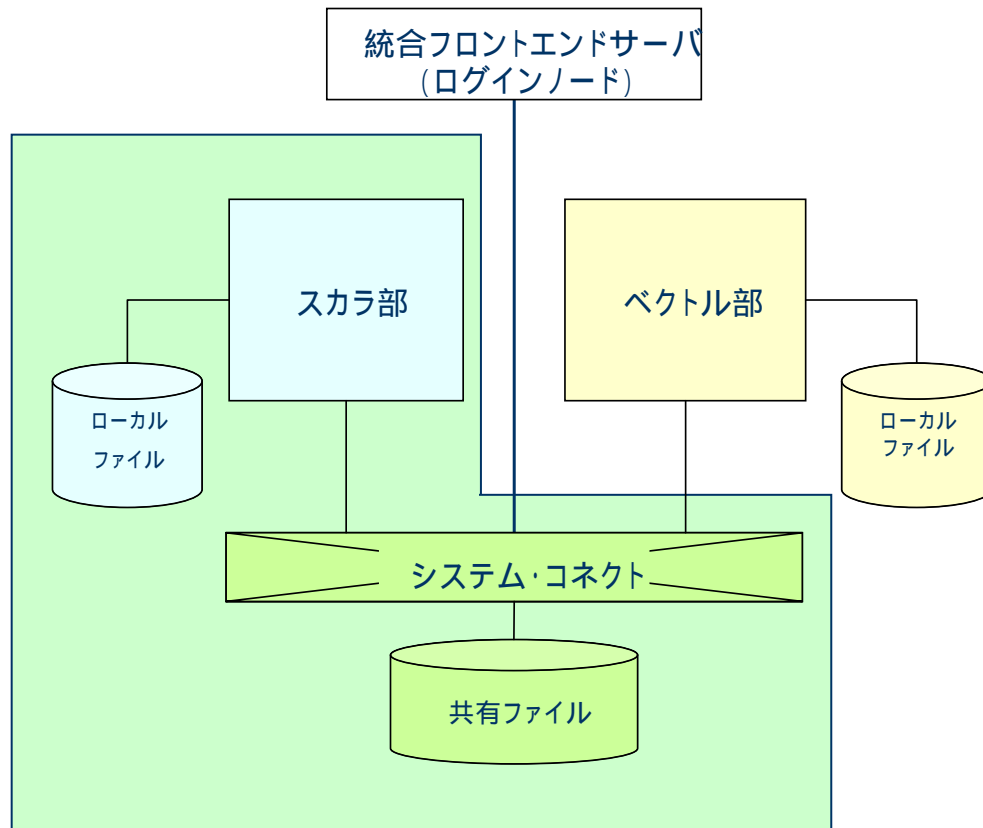 統合フロントエンドサーバ
(ログインノード)
スカラ部
ベクトル部
ローカル
ファイル
ローカル
ファイル
システム・コネクト
共有ファイル